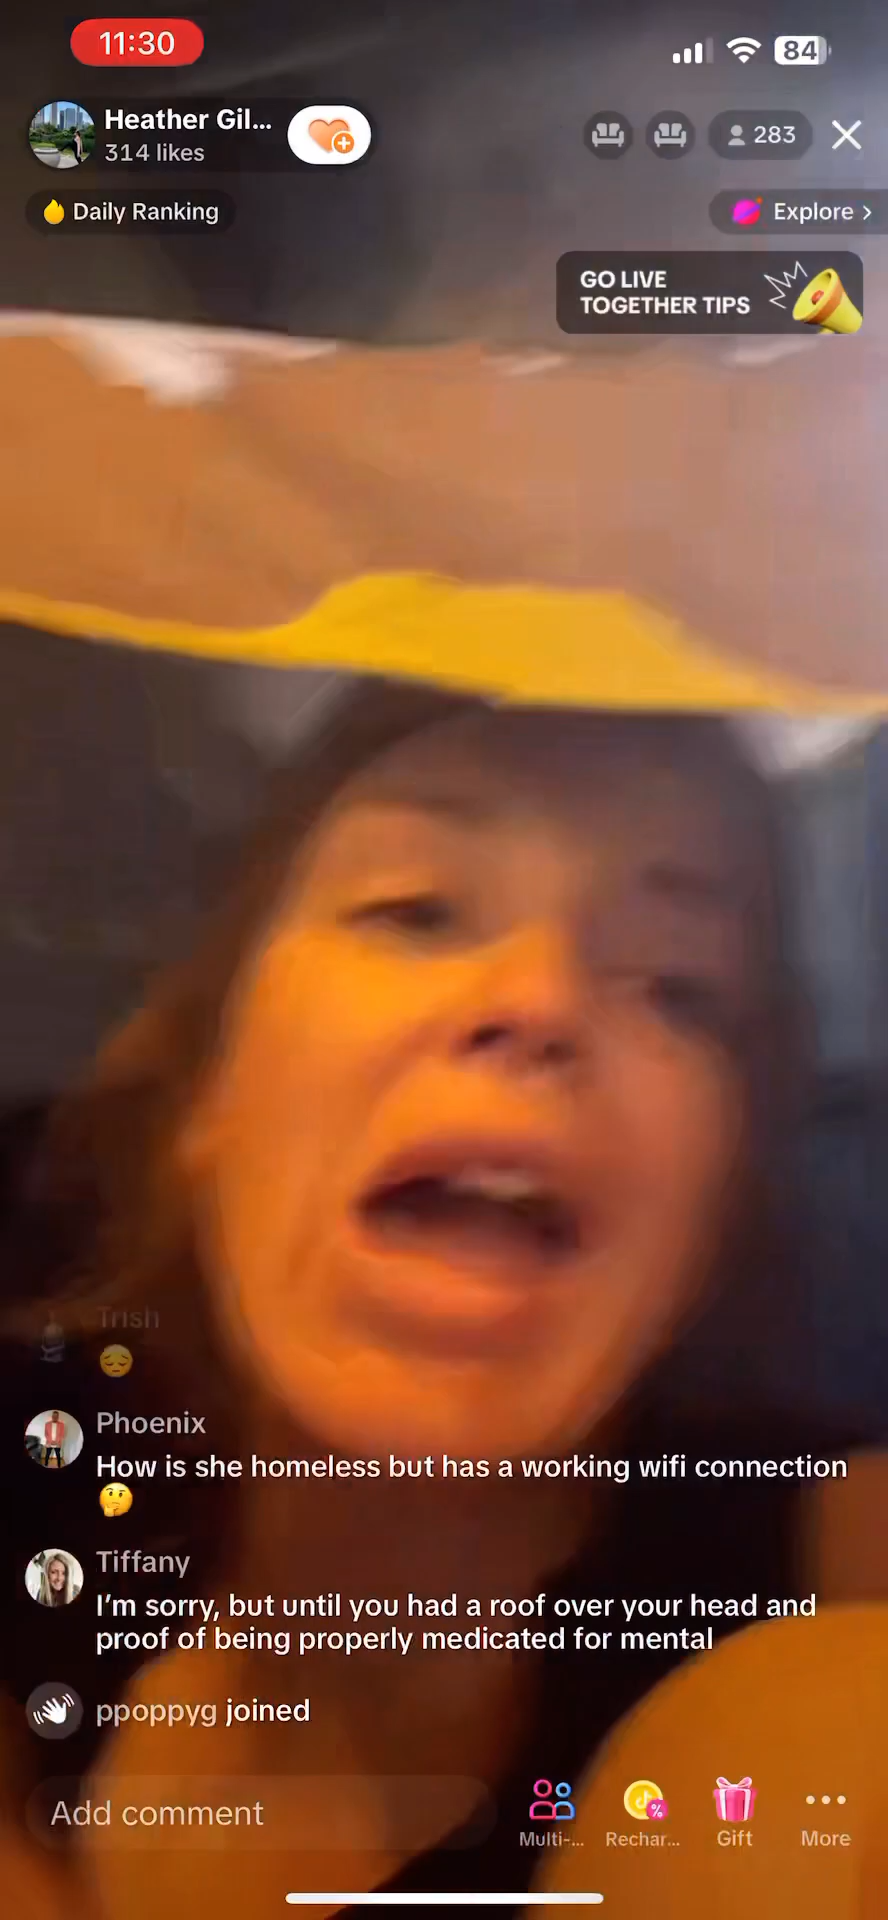 11:30
84
Heather Gil...
314 likes
283
Daily Ranking
Explore >
GO LIVE
TOGETHER TIPS
Trish
😔
Phoenix
How is she homeless but has a working wifi connection
🤔
Tiffany
I'm sorry, but until you had a roof over your head and
proof of being properly medicated for mental
ppoppyg joined
Add comment
Multi-...
Rechar...
Gift
More